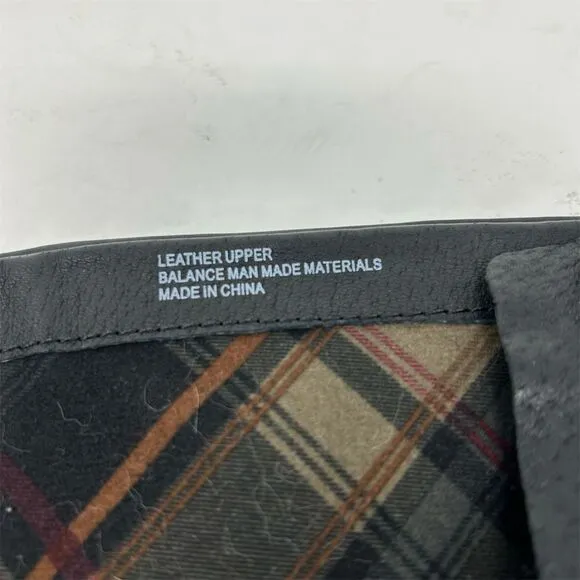 LEATHER UPPER
BALANCE MAN MADE MATERIALS
MADE IN CHINA